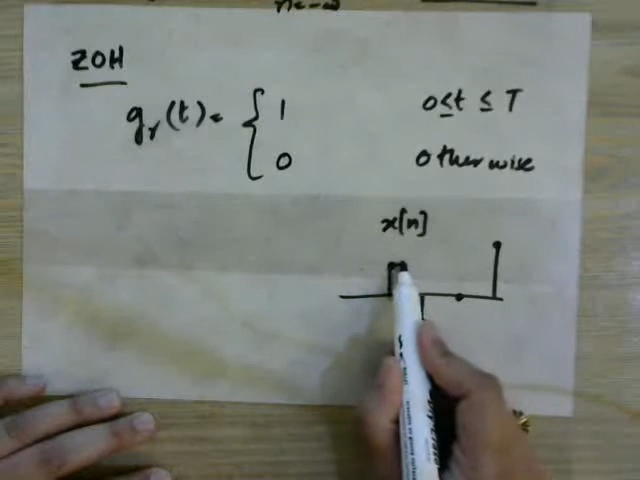 ZOH
gᵣ(t) = { 1 0 ≤ t ≤ T
0 otherwise
x[n]